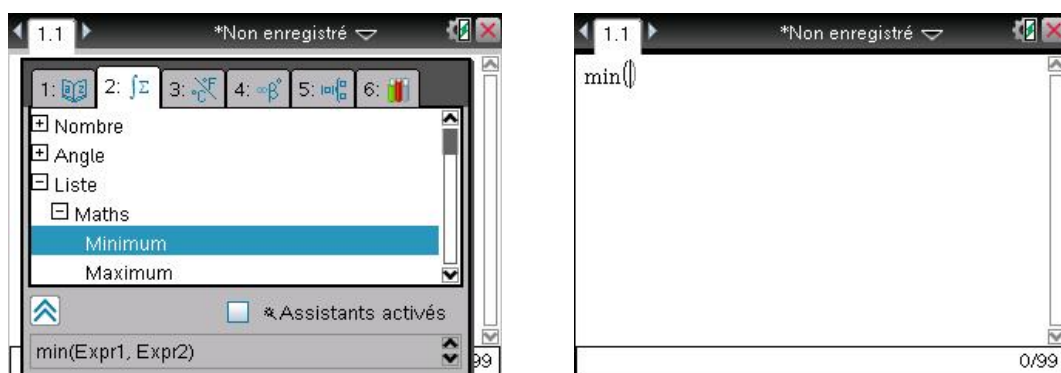 1.1 *Non enregistré
1: 2: ∫Σ 3: °C°F 4: ∞β° 5: 6:
Nombre
Angle
Liste
Maths
Minimum
Maximum
Assistants activés
min(Expr1, Expr2)
99
1.1 *Non enregistré
min()
0/99